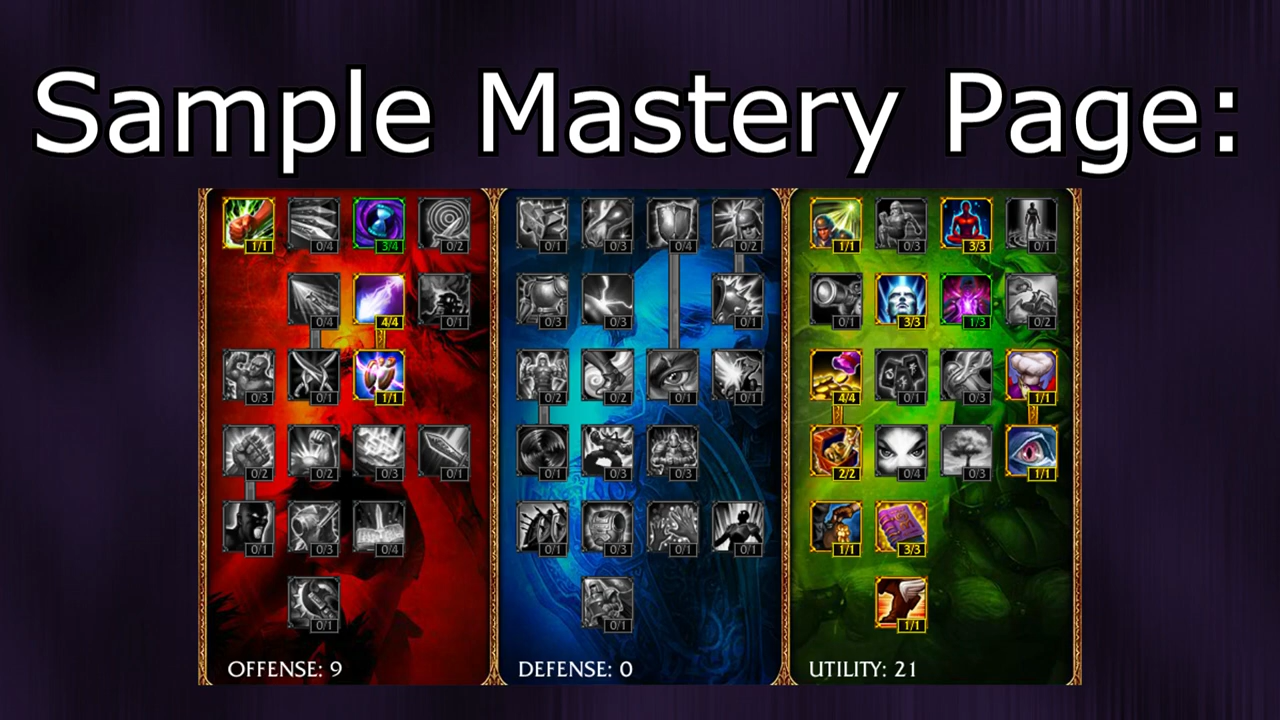 Sample Mastery Page:
1/1 0/4 3/4 0/2 0/1 0/3 0/4 0/2 1/1 0/3 3/3 0/1
0/4 4/4 0/1 0/3 0/3 0/1 0/1 3/3 1/3 0/2
0/3 0/1 1/1 0/2 0/2 0/1 0/1 4/4 0/1 0/3 1/1
0/2 0/2 0/3 0/1 0/1 0/3 0/3 2/2 0/4 0/3 1/1
0/1 0/3 0/4 0/1 0/3 0/1 0/1 1/1 3/3
0/1 0/1 1/1
OFFENSE: 9 DEFENSE: 0 UTILITY: 21